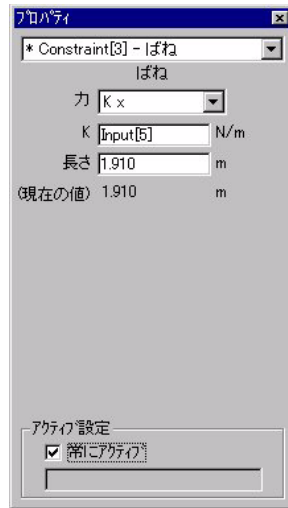 プロパティ
* Constraint[3] - ばね
ばね
力 K x
K Input[5] N/m
長さ 1.910 m
(現在の値) 1.910 m
アクティブ設定
常にアクティブ